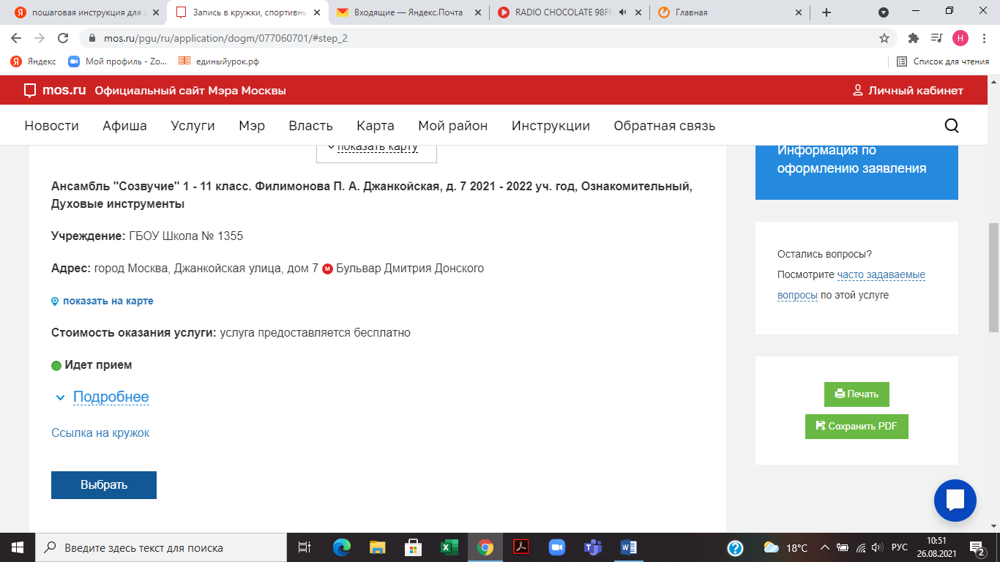 пошаговая инструкция для з
Запись в кружки, спортивны
Входящие — Яндекс.Почта
RADIO CHOCOLATE 98FM
Главная
mos.ru/pgu/ru/application/dogm/077060701/#step_2
Н
Яндекс
Мой профиль - Zo...
единыйурок.рф
Список для чтения
mos.ru Официальный сайт Мэра Москвы
Личный кабинет
Новости Афиша Услуги Мэр Власть Карта Мой район Инструкции Обратная связь
показать карту
Ансамбль "Созвучие" 1 - 11 класс. Филимонова П. А. Джанкойская, д. 7 2021 - 2022 уч. год, Ознакомительный,
Духовые инструменты
Учреждение: ГБОУ Школа № 1355
Адрес: город Москва, Джанкойская улица, дом 7 М Бульвар Дмитрия Донского
показать на карте
Стоимость оказания услуги: услуга предоставляется бесплатно
Идет прием
Подробнее
Ссылка на кружок
Выбрать
Информация по
оформлению заявления
Остались вопросы?
Посмотрите часто задаваемые
вопросы по этой услуге
Печать
Сохранить PDF
Введите здесь текст для поиска
18°C
РУС
10:51
26.08.2021
2